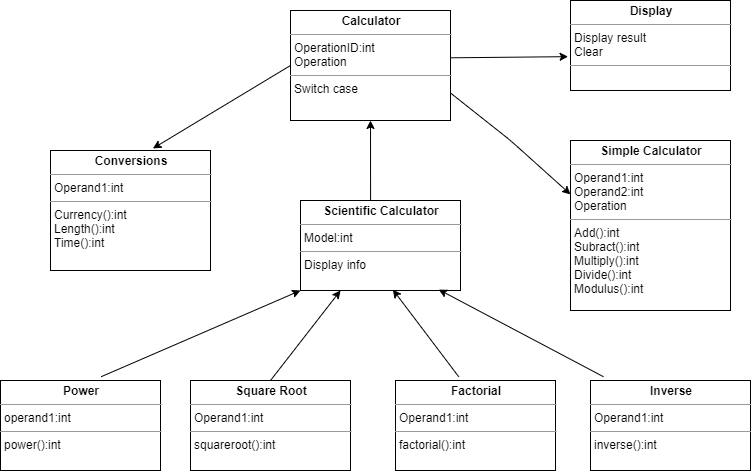 Calculator
OperationID:int
Operation
Switch case
Display
Display result
Clear
Conversions
Operand1:int
Currency():int
Length():int
Time():int
Scientific Calculator
Model:int
Display info
Simple Calculator
Operand1:int
Operand2:int
Operation
Add():int
Subract():int
Multiply():int
Divide():int
Modulus():int
Power
operand1:int
power():int
Square Root
Operand1:int
squareroot():int
Factorial
Operand1:int
factorial():int
Inverse
Operand1:int
inverse():int